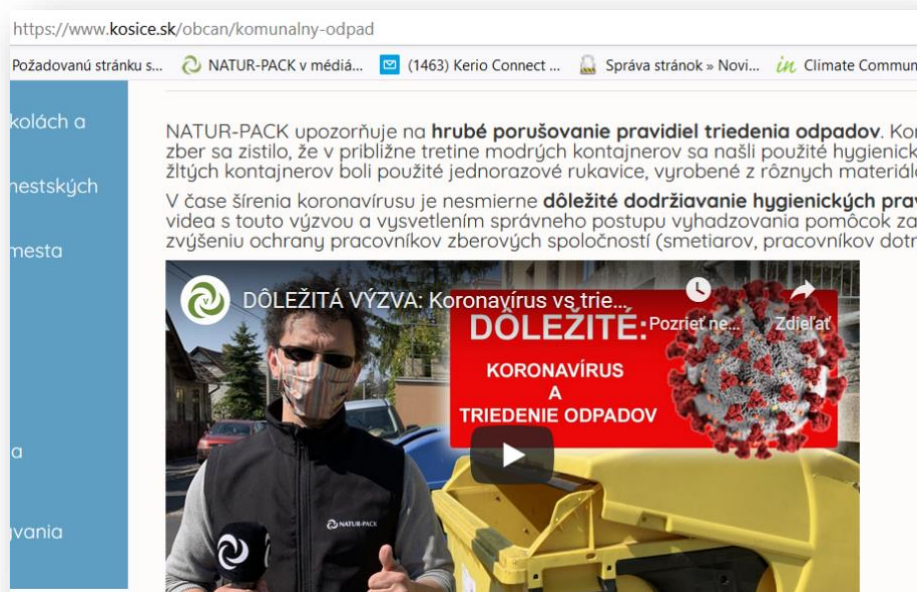 https://www.kosice.sk/obcan/komunalny-odpad
Požadovanú stránku s... NATUR-PACK v médiá... (1463) Kerio Connect ... Správa stránok » Novi... in Climate Commun
kolách a
nestských
mesta
a
vania
NATUR-PACK upozorňuje na hrubé porušovanie pravidiel triedenia odpadov. Kon
zber sa zistilo, že v približne tretine modrých kontajnerov sa našli použité hygienick
žltých kontajnerov boli použité jednorazové rukavice, vyrobené z rôznych materiál
V čase šírenia koronavírusu je nesmierne dôležité dodržiavanie hygienických prav
videa s touto výzvou a vysvetlením správneho postupu vyhadzovania pomôcok za
zvýšeniu ochrany pracovníkov zberových spoločností (smetiarov, pracovníkov dotr
DÔLEŽITÁ VÝZVA: Koronavírus vs trie...
Pozrieť ne... Zdieľať
DÔLEŽITÉ:
KORONAVÍRUS
A
TRIEDENIE ODPADOV
NATUR-PACK